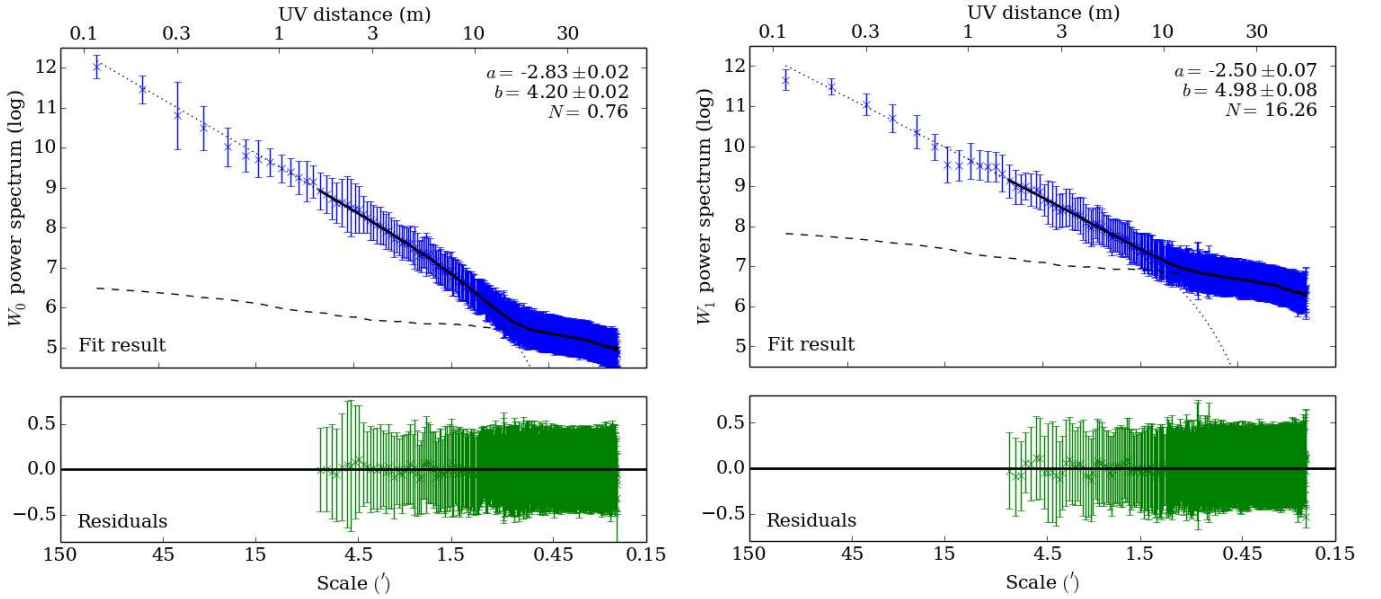 UV distance (m)
0.1 0.3 1 3 10 30
W₀ power spectrum (log)
12
11
10
9
8
7
6
5
a = -2.83 ±0.02
b = 4.20 ±0.02
N = 0.76
Fit result
0.5
0.0
−0.5
Residuals
150 45 15 4.5 1.5 0.45 0.15
Scale (′)
UV distance (m)
0.1 0.3 1 3 10 30
W₁ power spectrum (log)
12
11
10
9
8
7
6
5
a = -2.50 ±0.07
b = 4.98 ±0.08
N = 16.26
Fit result
0.5
0.0
−0.5
Residuals
150 45 15 4.5 1.5 0.45 0.15
Scale (′)